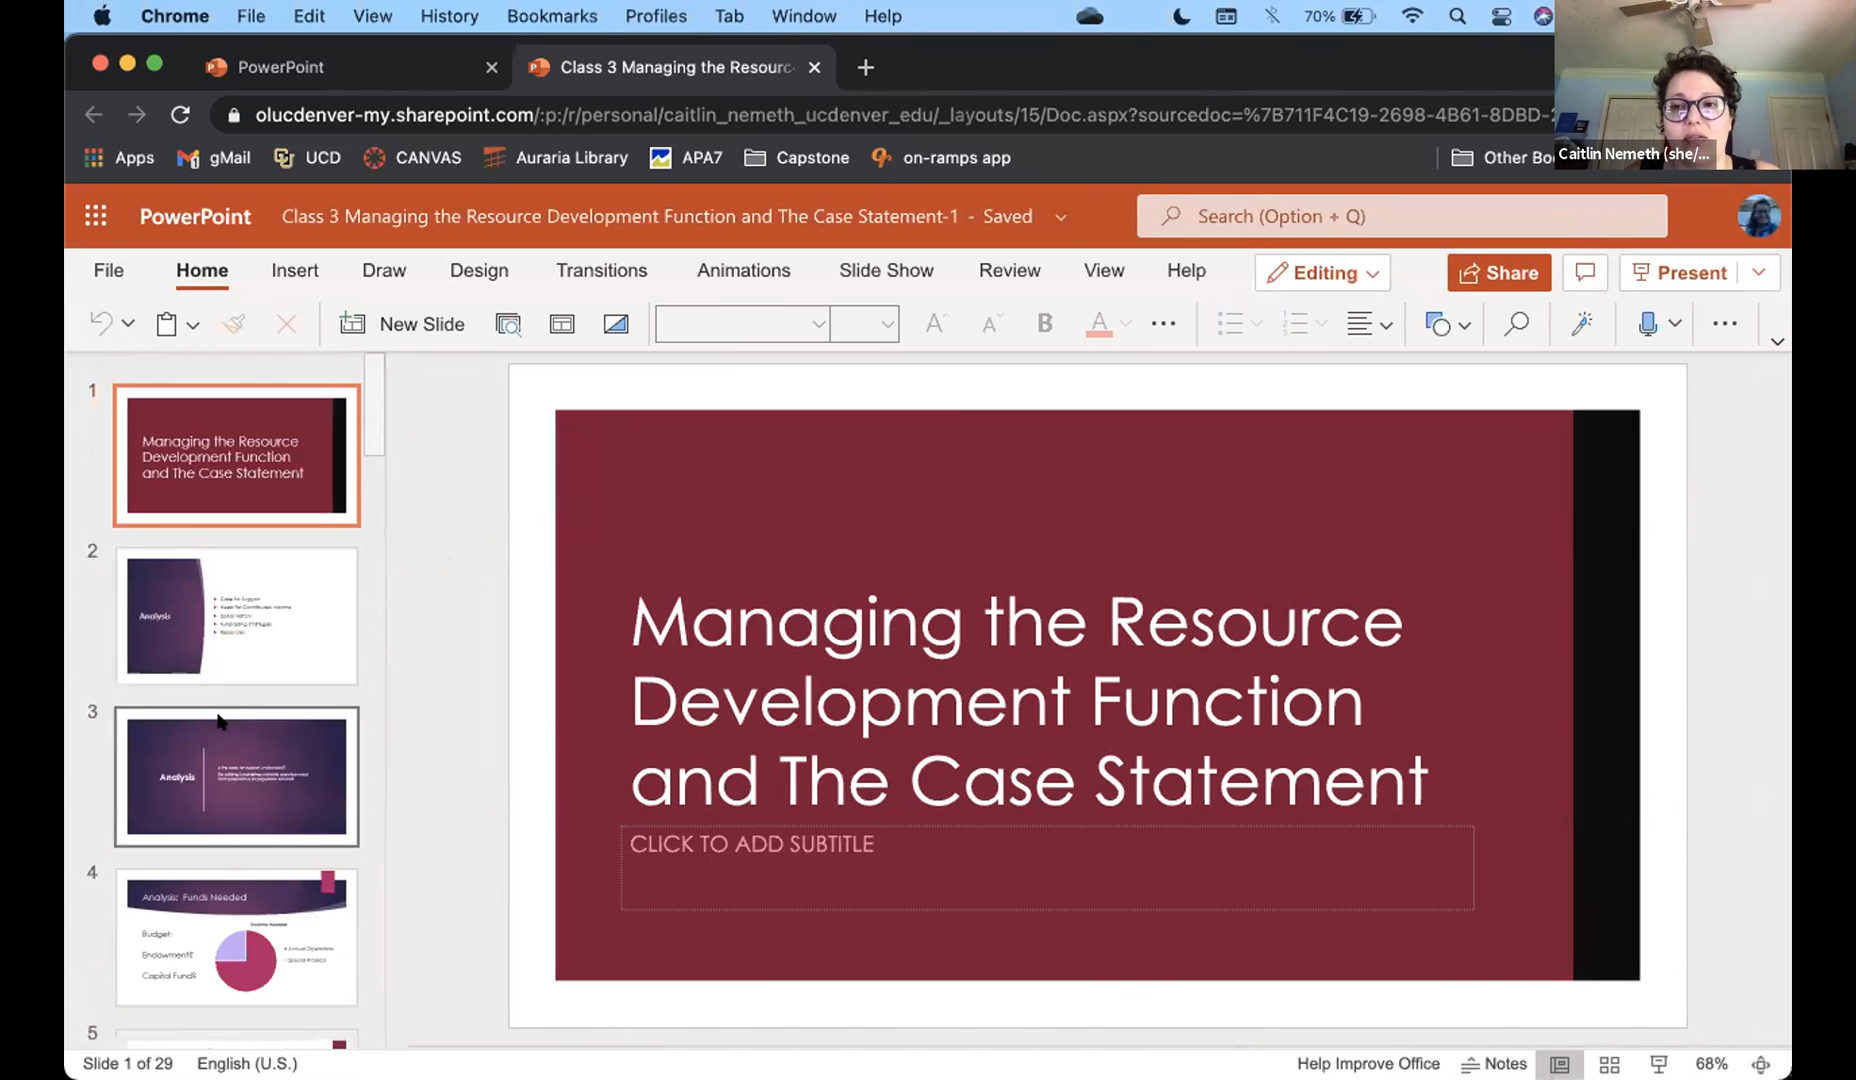 Chrome File Edit View History Bookmarks Profiles Tab Window Help 70%
PowerPoint
Class 3 Managing the Resourc
olucdenver-my.sharepoint.com/:p:/r/personal/caitlin_nemeth_ucdenver_edu/_layouts/15/Doc.aspx?sourcedoc=%7B711F4C19-2698-4B61-8DBD-
Caitlin Nemeth (she/...
Apps gMail UCD CANVAS Auraria Library APA7 Capstone on-ramps app Other Bo
PowerPoint Class 3 Managing the Resource Development Function and The Case Statement-1 - Saved
Search (Option + Q)
File Home Insert Draw Design Transitions Animations Slide Show Review View Help Editing Share Present
New Slide
1
Managing the Resource
Development Function
and The Case Statement
2
Analysis
3
Analysis
4
Analysis: Funds Needed
Budget:
Endowment?
Capital Fund?
5
Managing the Resource
Development Function
and The Case Statement
CLICK TO ADD SUBTITLE
Slide 1 of 29 English (U.S.) Help Improve Office Notes 68%